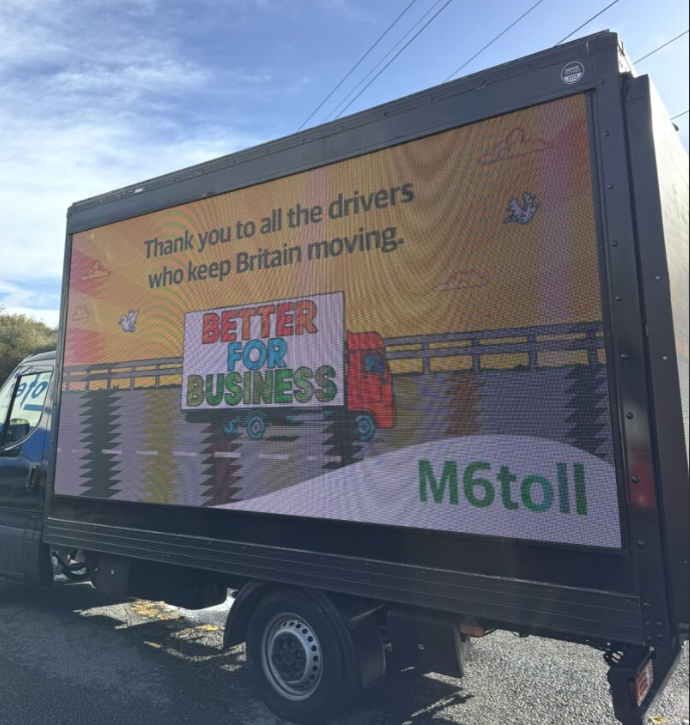 Thank you to all the drivers
who keep Britain moving.
BETTER
FOR
BUSINESS
M6toll